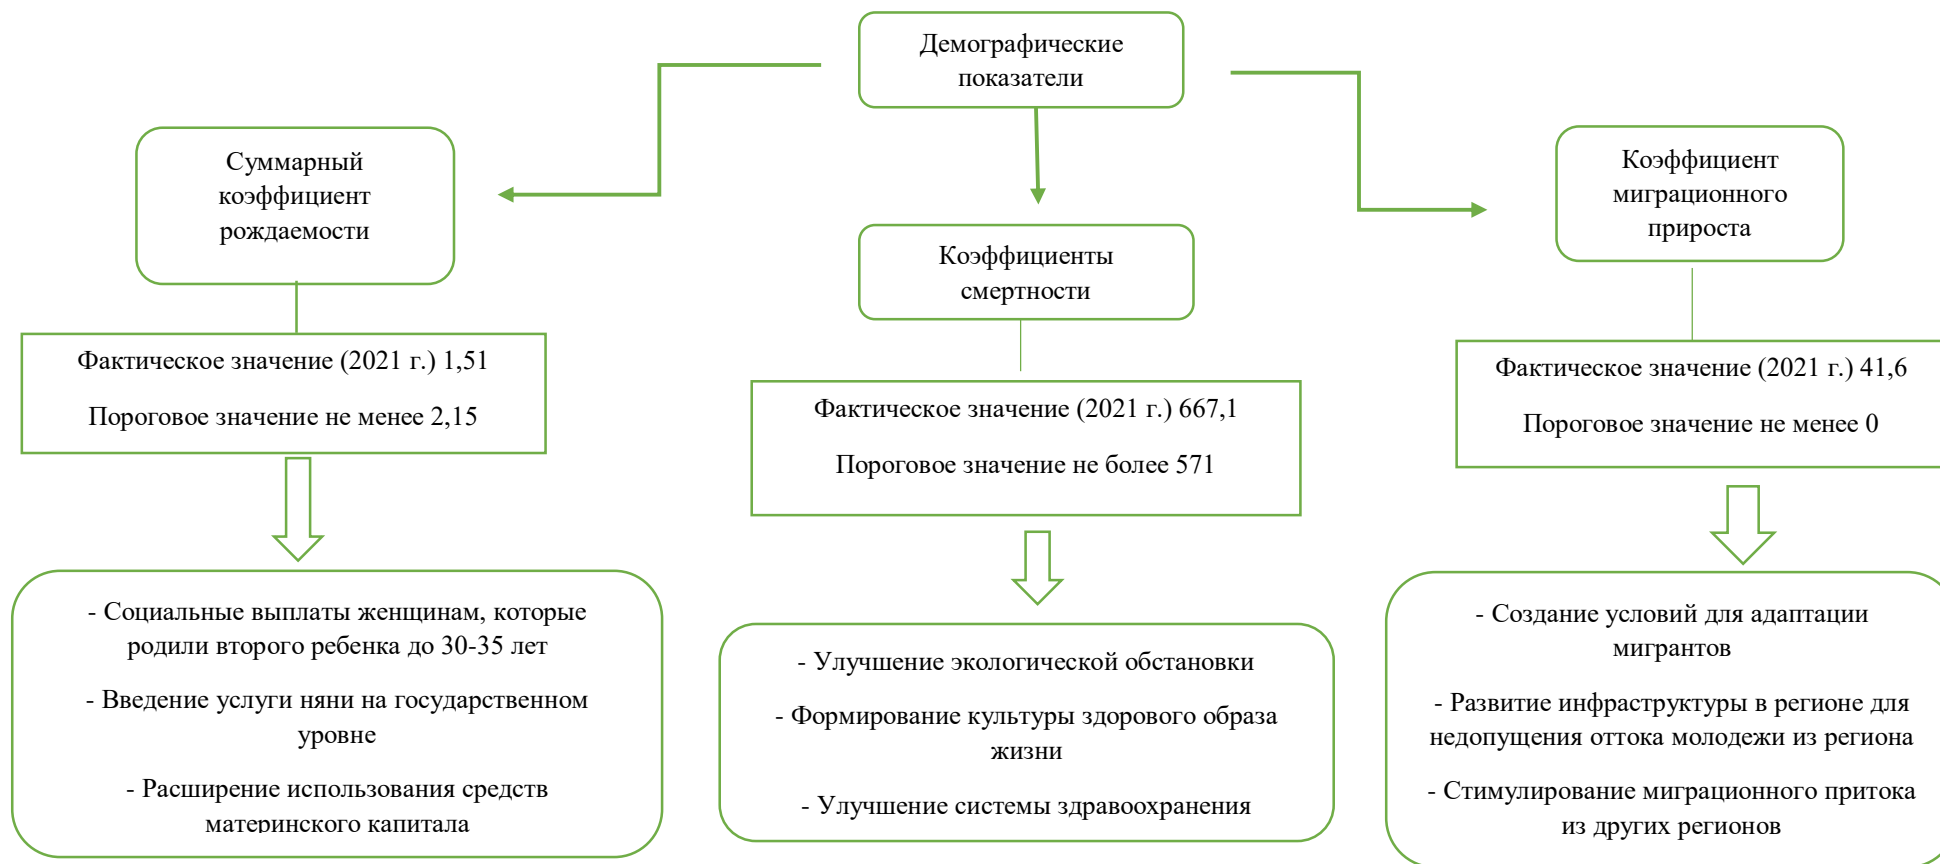 Демографические
показатели
Суммарный
коэффициент
рождаемости
Фактическое значение (2021 г.) 1,51
Пороговое значение не менее 2,15
- Социальные выплаты женщинам, которые
родили второго ребенка до 30-35 лет
- Введение услуги няни на государственном
уровне
- Расширение использования средств
материнского капитала
Коэффициенты
смертности
Фактическое значение (2021 г.) 667,1
Пороговое значение не более 571
- Улучшение экологической обстановки
- Формирование культуры здорового образа
жизни
- Улучшение системы здравоохранения
Коэффициент
миграционного
прироста
Фактическое значение (2021 г.) 41,6
Пороговое значение не менее 0
- Создание условий для адаптации
мигрантов
- Развитие инфраструктуры в регионе для
недопущения оттока молодежи из региона
- Стимулирование миграционного притока
из других регионов